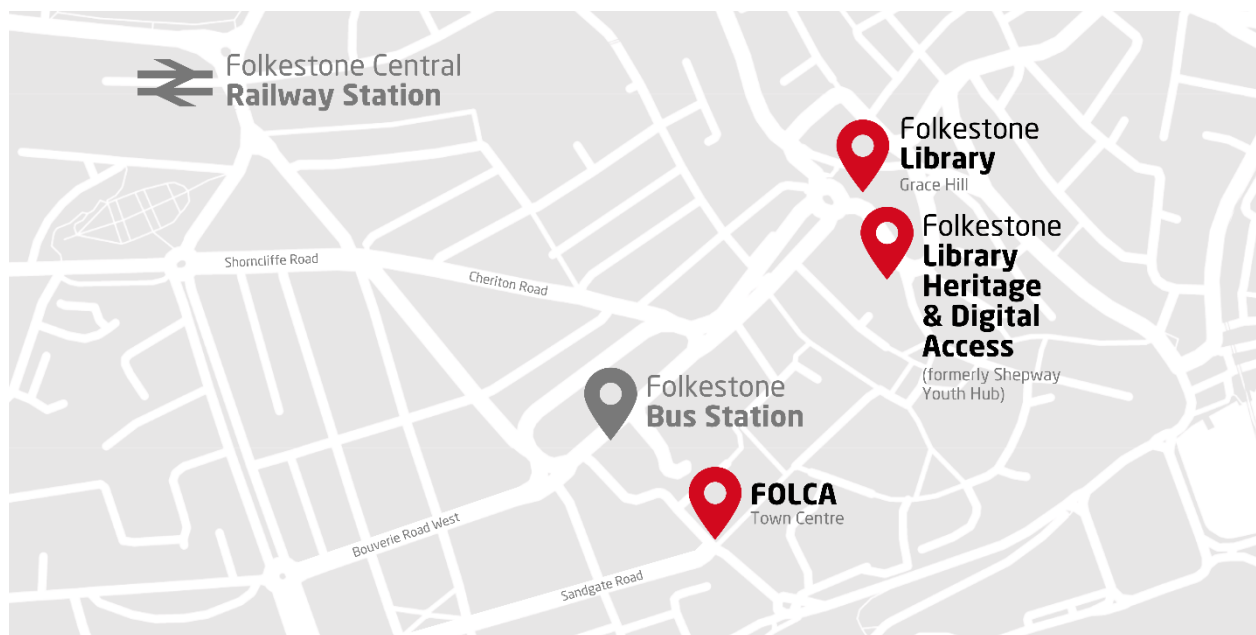 Folkestone Central
Railway Station
Folkestone
Library
Grace Hill
Folkestone
Library
Heritage
& Digital
Access
(formerly Shepway
Youth Hub)
Shorncliffe Road
Cheriton Road
Folkestone
Bus Station
FOLCA
Town Centre
Bouverie Road West
Sandgate Road